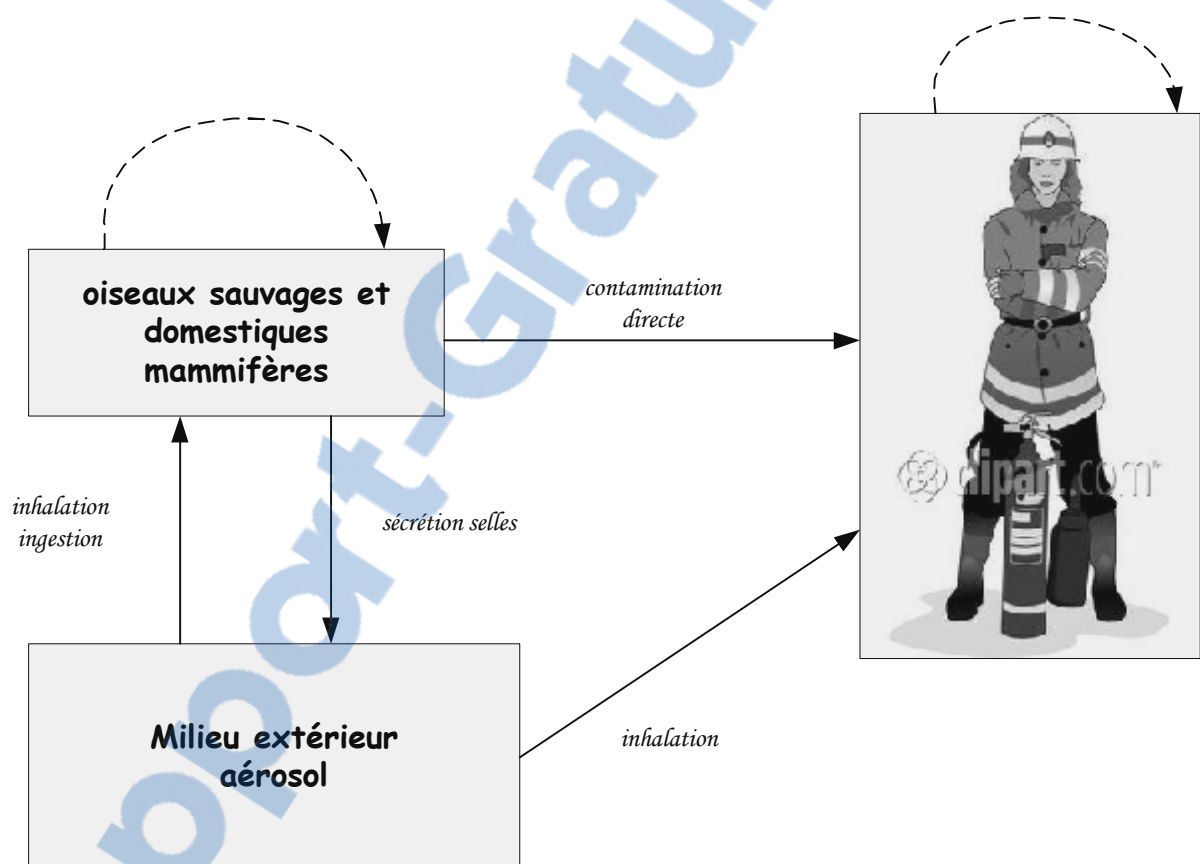 oiseaux sauvages et
domestiques
mammifères
contamination
directe
inhalation
ingestion
sécrétion selles
clipart.com
Milieu extérieur
aérosol
inhalation